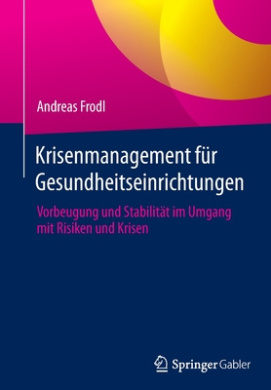 Andreas Frodl
Krisenmanagement für
Gesundheitseinrichtungen
Vorbeugung und Stabilität im Umgang
mit Risiken und Krisen
Springer Gabler